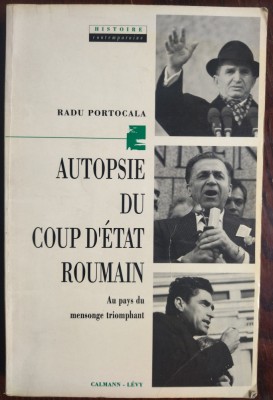 HISTOIRE
contemporaine
RADU PORTOCALA
AUTOPSIE
DU
COUP D'ÉTAT
ROUMAIN
Au pays du
mensonge triomphant
CALMANN-LÉVY